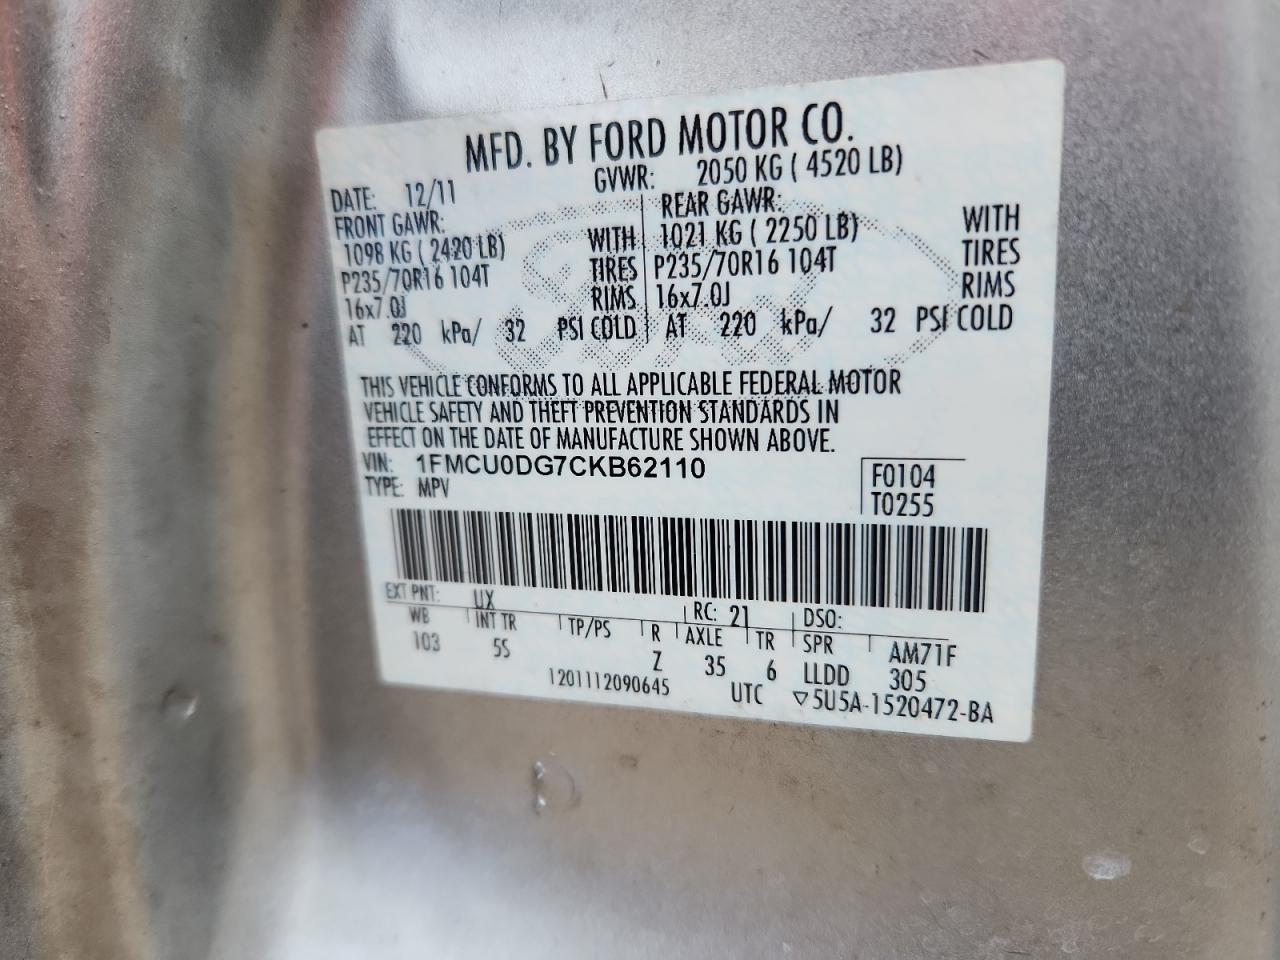 MFD. BY FORD MOTOR CO.
DATE: 12/11 GVWR: 2050 KG ( 4520 LB)
FRONT GAWR: REAR GAWR:
1098 KG ( 2420 LB) WITH 1021 KG ( 2250 LB) WITH
P235/70R16 104T TIRES P235/70R16 104T TIRES
16x7.0J RIMS 16x7.0J RIMS
AT 220 kPa/ 32 PSI COLD AT 220 kPa/ 32 PSI COLD
Ford
THIS VEHICLE CONFORMS TO ALL APPLICABLE FEDERAL MOTOR
VEHICLE SAFETY AND THEFT PREVENTION STANDARDS IN
EFFECT ON THE DATE OF MANUFACTURE SHOWN ABOVE.
VIN: 1FMCU0DG7CKB62110 F0104
TYPE: MPV T0255
EXT PNT: UX RC: 21 DSO:
WB INT TR TP/PS R AXLE TR SPR AM71F
103 5S Z 35 6 LLDD 305
1201112090645 UTC ▽5U5A-1520472-BA